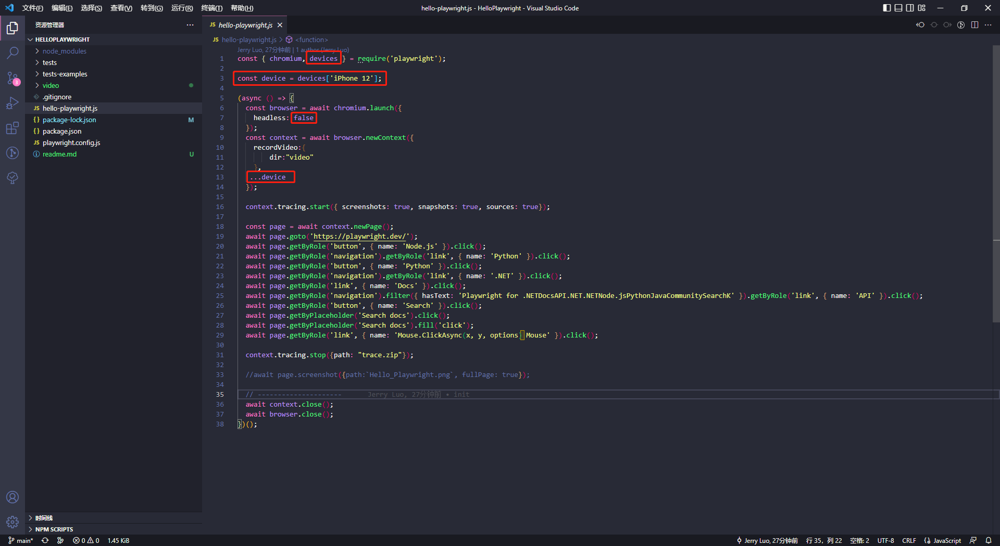 文件(F) 编辑(E) 选择(S) 查看(V) 转到(G) 运行(R) 终端(T) 帮助(H)
hello-playwright.js - HelloPlaywright - Visual Studio Code
资源管理器
HELLOPLAYWRIGHT
node_modules
tests
tests-examples
video
.gitignore
JS hello-playwright.js
{} package-lock.json M
{} package.json
JS playwright.config.js
readme.md U
3
时间线
NPM SCRIPTS
JS hello-playwright.js
JS hello-playwright.js > <function>
Jerry Luo, 27分钟前 | 1 author (Jerry Luo)
1 const { chromium, devices } = require('playwright');
2
3 const device = devices['iPhone 12'];
4
5 (async () => {
6 const browser = await chromium.launch({
7 headless: false
8 });
9 const context = await browser.newContext({
10 recordVideo:{
11 dir:"video"
12 },
13 ...device
14 });
15
16 context.tracing.start({ screenshots: true, snapshots: true, sources: true});
17
18 const page = await context.newPage();
19 await page.goto('https://playwright.dev/');
20 await page.getByRole('button', { name: 'Node.js' }).click();
21 await page.getByRole('navigation').getByRole('link', { name: 'Python' }).click();
22 await page.getByRole('button', { name: 'Python' }).click();
23 await page.getByRole('navigation').getByRole('link', { name: '.NET' }).click();
24 await page.getByRole('link', { name: 'Docs' }).click();
25 await page.getByRole('navigation').filter({ hasText: 'Playwright for .NETDocsAPI.NET.NETNode.jsPythonJavaCommunitySearchK' }).getByRole('link', { name: 'API' }).click();
26 await page.getByRole('button', { name: 'Search' }).click();
27 await page.getByPlaceholder('Search docs').click();
28 await page.getByPlaceholder('Search docs').fill('click');
29 await page.getByRole('link', { name: 'Mouse.ClickAsync(x, y, options) Mouse' }).click();
30
31 context.tracing.stop({path: "trace.zip"});
32
33 //await page.screenshot({path:`Hello_Playwright.png`, fullPage: true});
34
35 // --------------------- Jerry Luo, 27分钟前 • init
36 await context.close();
37 await browser.close();
38 })();
main* 0 0 1.45 KiB
Jerry Luo, 27分钟前 行 35，列 22 空格: 2 UTF-8 CRLF JavaScript